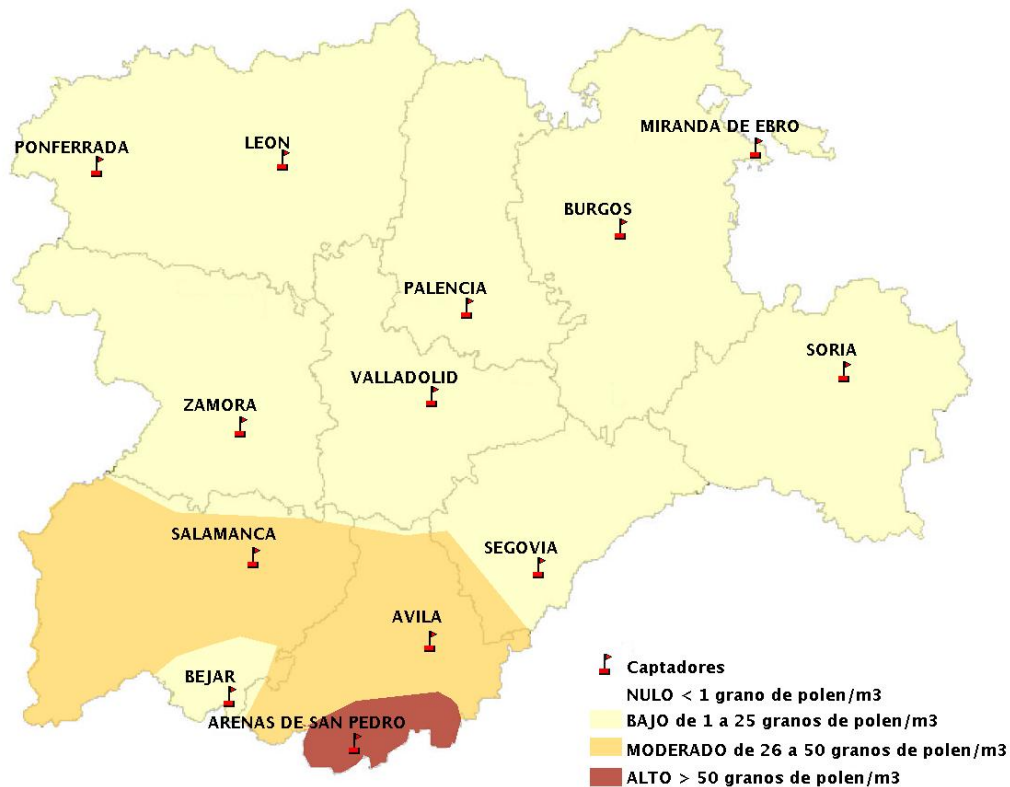 MIRANDA DE EBRO
PONFERRADA
LEON
BURGOS
PALENCIA
SORIA
VALLADOLID
ZAMORA
SALAMANCA
SEGOVIA
AVILA
BEJAR
ARENAS DE SAN PEDRO
Captadores
NULO < 1 grano de polen/m3
BAJO de 1 a 25 granos de polen/m3
MODERADO de 26 a 50 granos de polen/m3
ALTO > 50 granos de polen/m3